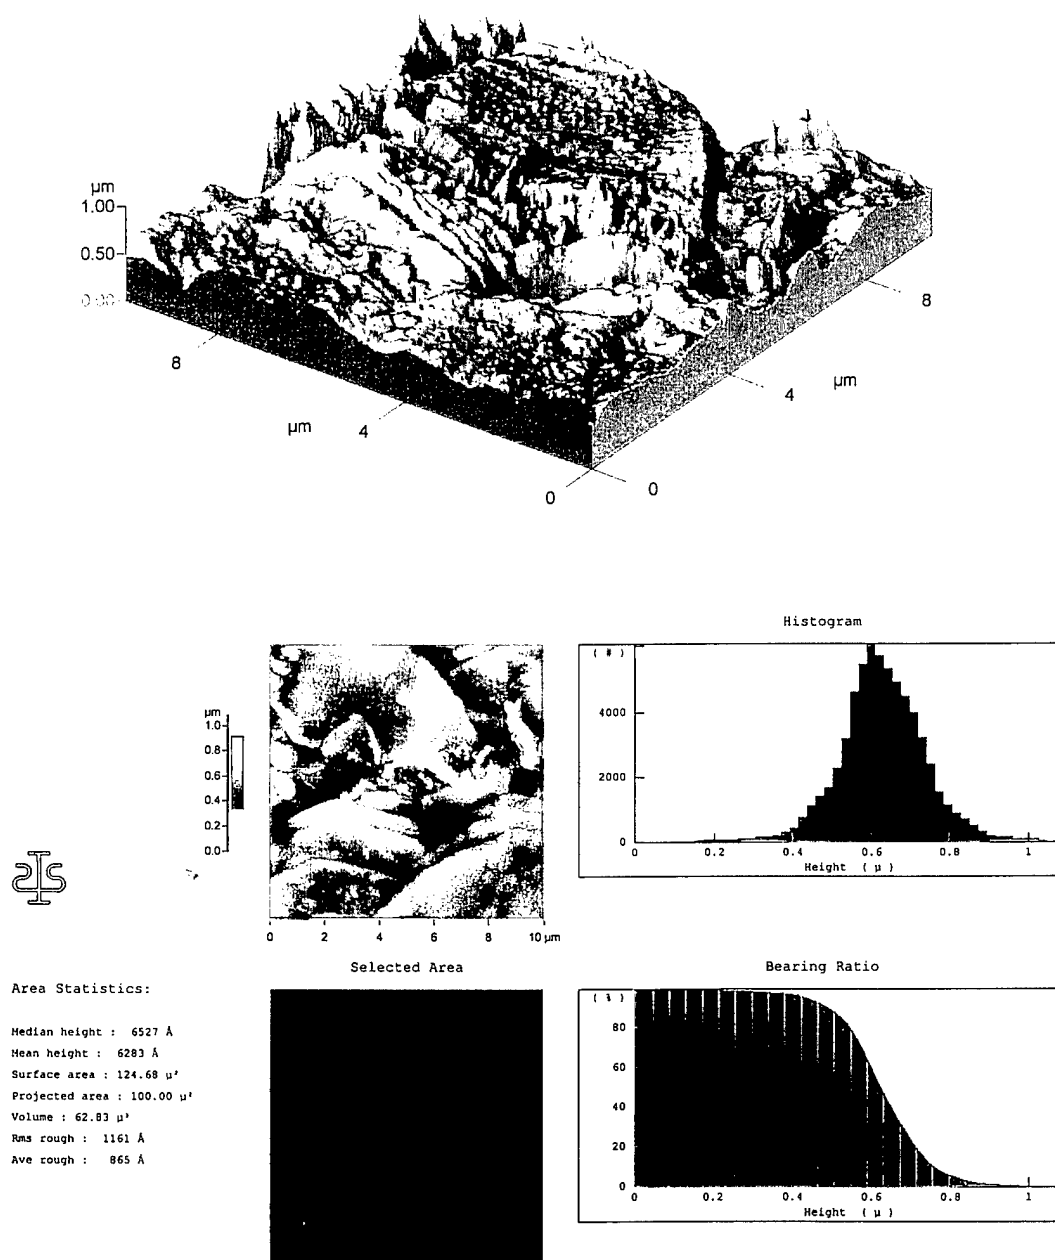 µm
1.00
0.50
0.00
8
µm
4
0
0
4
µm
8
Histogram
( # )
4000
2000
0
0 0.2 0.4 0.6 0.8 1
Height ( µ )
µm
1.0
0.8
0.6
0.4
0.2
0.0
0 2 4 6 8 10 µm
Selected Area
Bearing Ratio
( % )
80
60
40
20
0
0 0.2 0.4 0.6 0.8 1
Height ( µ )
Area Statistics:
Median height : 6527 Å
Mean height : 6283 Å
Surface area : 124.68 µ²
Projected area : 100.00 µ²
Volume : 62.83 µ³
Rms rough : 1161 Å
Ave rough : 865 Å